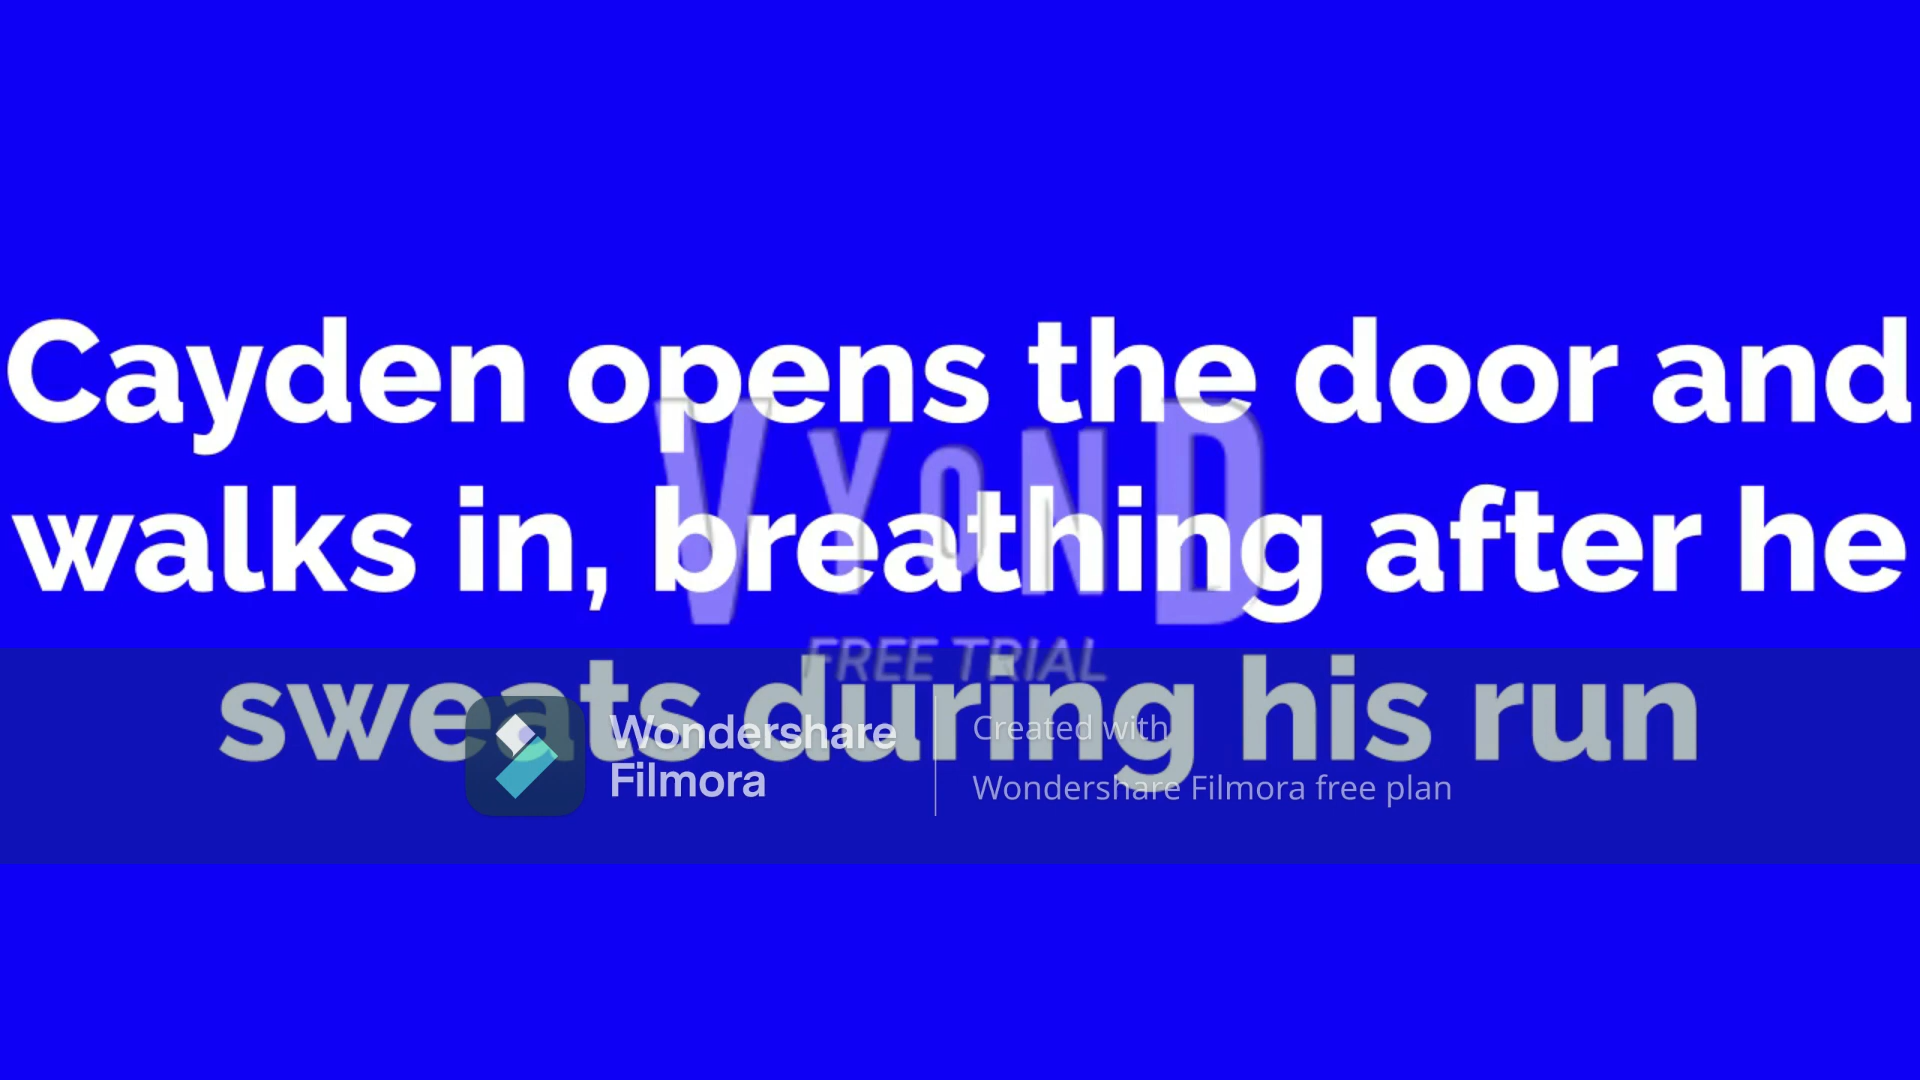 Cayden opens the door and
walks in, breathing after he
sweats during his run
VYOND
FREE TRIAL
Wondershare
Filmora
Created with
Wondershare Filmora free plan